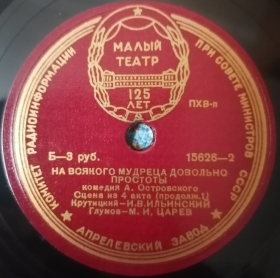 КОМИТЕТ РАДИОИНФОРМАЦИИ ПРИ СОВЕТЕ МИНИСТРОВ СССР
МАЛЫЙ
ТЕАТР
125
ЛЕТ
ПХВ-п
Б—3 руб.
15626—2
НА ВСЯКОГО МУДРЕЦА ДОВОЛЬНО
ПРОСТОТЫ
комедия А. Островского
Сцена из 4 акта (продолж.)
Крутицкий—И.В.ИЛЬИНСКИЙ
Глумов—М. И. ЦАРЕВ
АПРЕЛЕВСКИЙ ЗАВОД